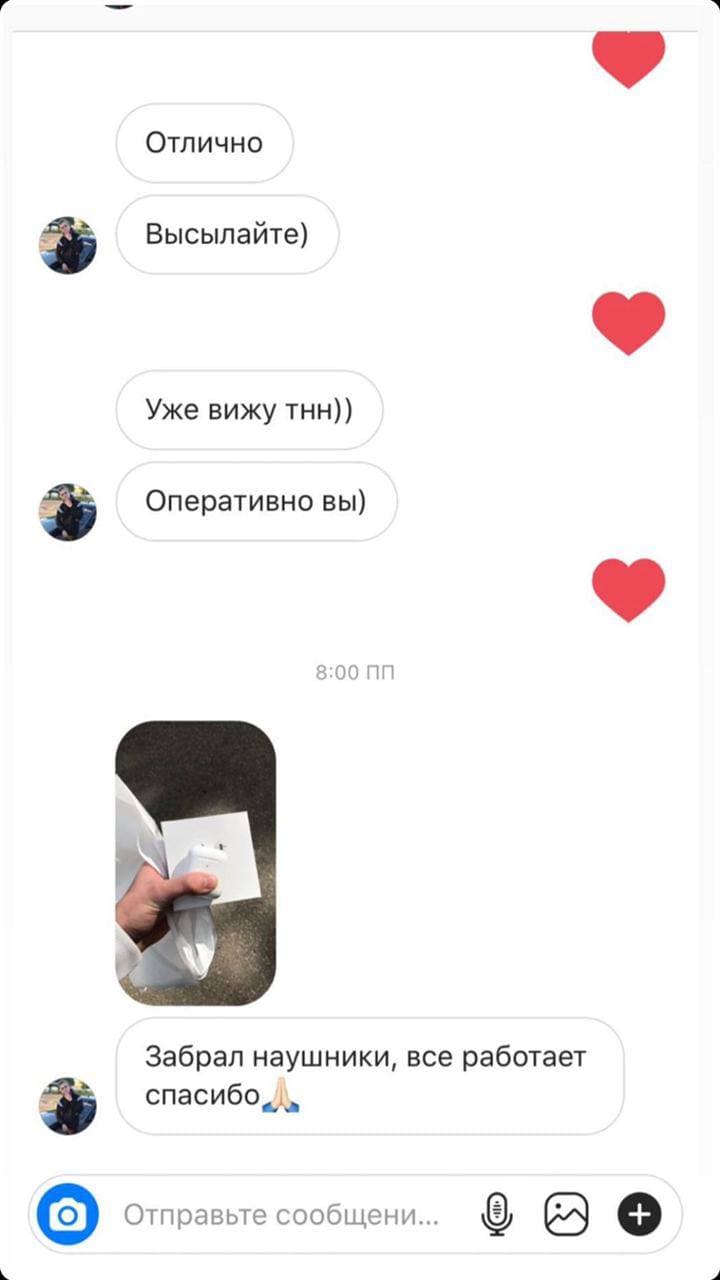 Отлично
Высылайте)
Уже вижу тнн))
Оперативно вы)
8:00 ПП
Забрал наушники, все работает
спасибо🙏🏻
Отправьте сообщени...